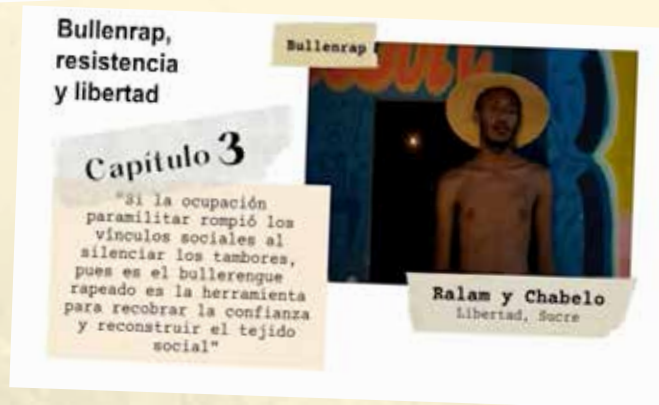 Bullenrap,
resistencia
y libertad
Bullenrap
Capítulo 3
"Si la ocupación
paramilitar rompió los
vínculos sociales al
silenciar los tambores,
pues es el bullerengue
rapeado es la herramienta
para recobrar la confianza
y reconstruir el tejido
social"
Ralam y Chabelo
Libertad, Sucre